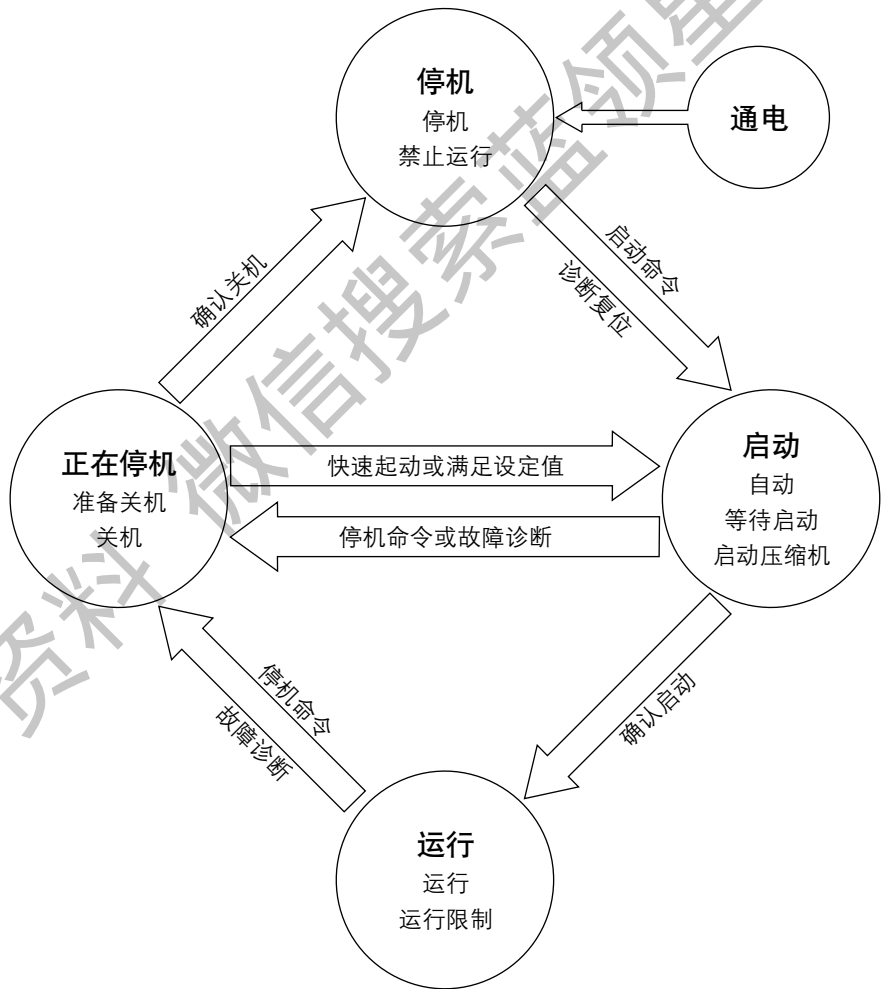 停机
停机
禁止运行
通电
启动命令
诊断复位
确认关机
正在停机
准备关机
关机
快速起动或满足设定值
停机命令或故障诊断
启动
自动
等待启动
启动压缩机
确认启动
停机命令
故障诊断
运行
运行
运行限制
资料 微信搜索蓝领星